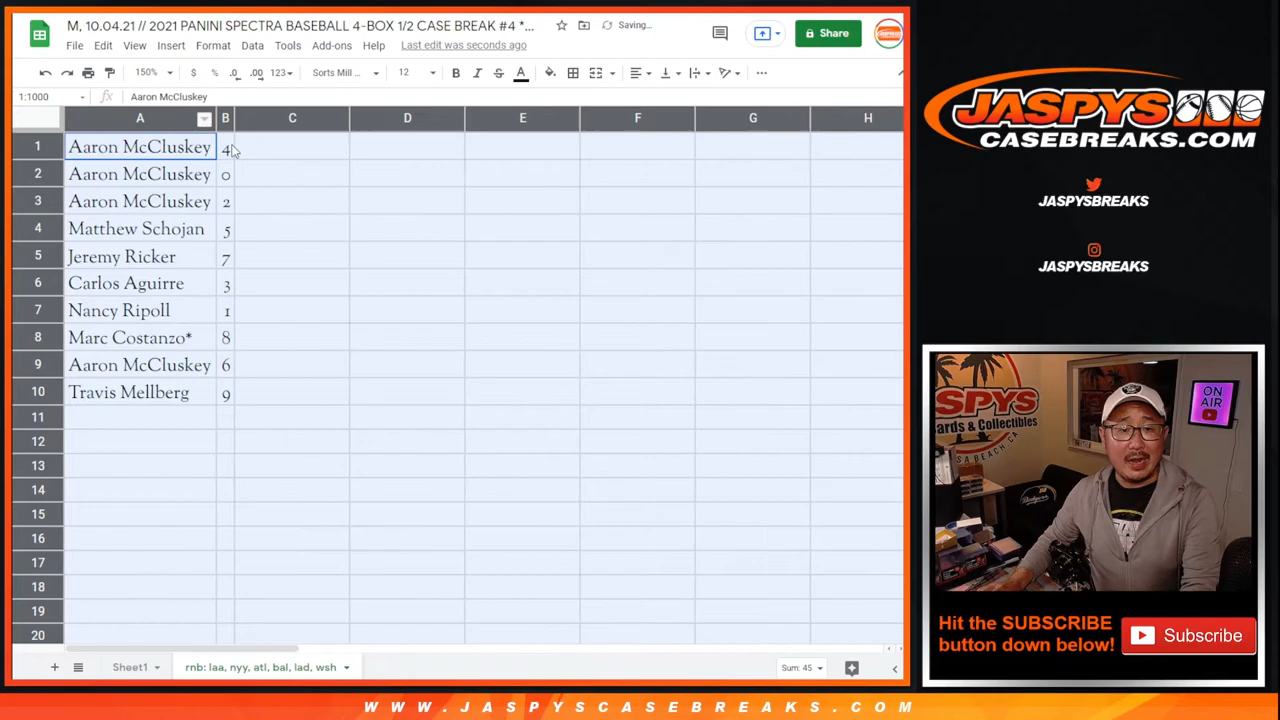 M, 10.04.21 // 2021 PANINI SPECTRA BASEBALL 4-BOX 1/2 CASE BREAK #4 *...
Saving...
File Edit View Insert Format Data Tools Add-ons Help Last edit was seconds ago
Share
150% $ % .0 .00 123 Sorts Mill ... 12 B I S A
1:1000 fx Aaron McCluskey
A B C D E F G H
1 Aaron McCluskey 4
2 Aaron McCluskey 0
3 Aaron McCluskey 2
4 Matthew Schojan 5
5 Jeremy Ricker 7
6 Carlos Aguirre 3
7 Nancy Ripoll 1
8 Marc Costanzo* 8
9 Aaron McCluskey 6
10 Travis Mellberg 9
11
12
13
14
15
16
17
18
19
20
Sheet1 rnb: laa, nyy, atl, bal, lad, wsh Sum: 45
JASPYS
CASEBREAKS.COM
JASPYSBREAKS
JASPYSBREAKS
ON
AIR
Hit the SUBSCRIBE
button down below!
Subscribe
WWW.JASPYSCASEBREAKS.COM